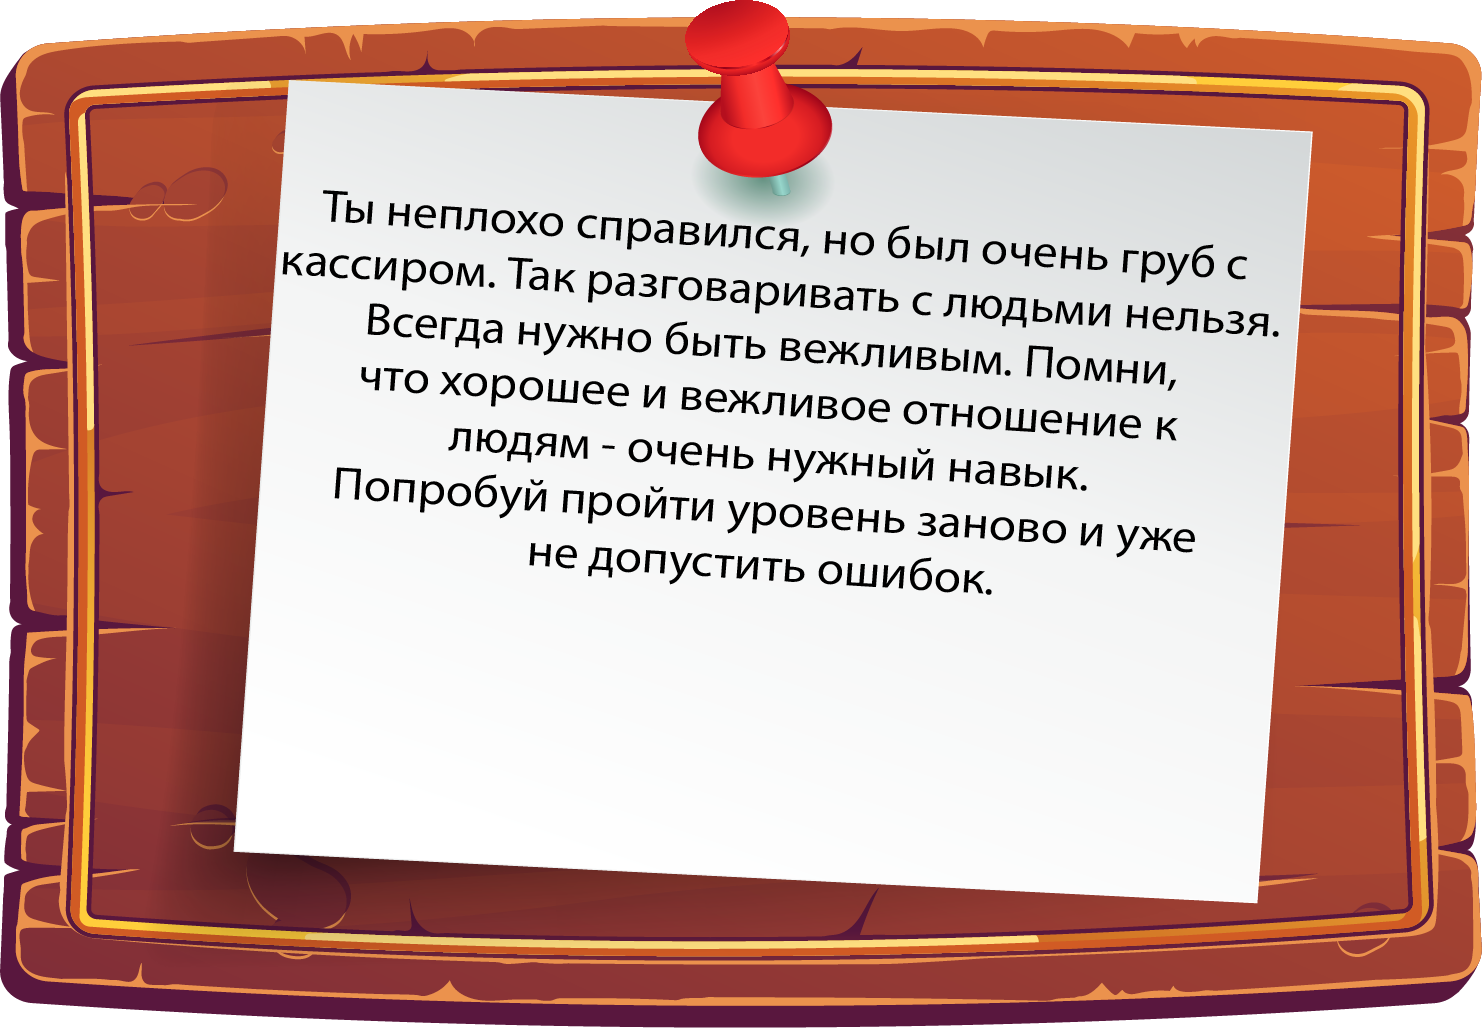 Ты неплохо справился, но был очень груб с
кассиром. Так разговаривать с людьми нельзя.
Всегда нужно быть вежливым. Помни,
что хорошее и вежливое отношение к
людям - очень нужный навык.
Попробуй пройти уровень заново и уже
не допустить ошибок.